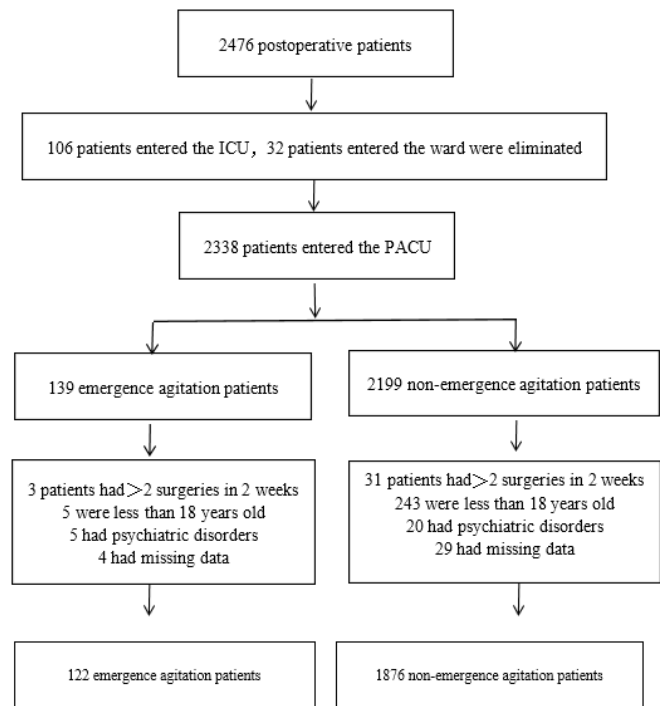 2476 postoperative patients
106 patients entered the ICU，32 patients entered the ward were eliminated
2338 patients entered the PACU
139 emergence agitation patients
2199 non-emergence agitation patients
3 patients had＞2 surgeries in 2 weeks
5 were less than 18 years old
5 had psychiatric disorders
4 had missing data
31 patients had＞2 surgeries in 2 weeks
243 were less than 18 years old
20 had psychiatric disorders
29 had missing data
122 emergence agitation patients
1876 non-emergence agitation patients